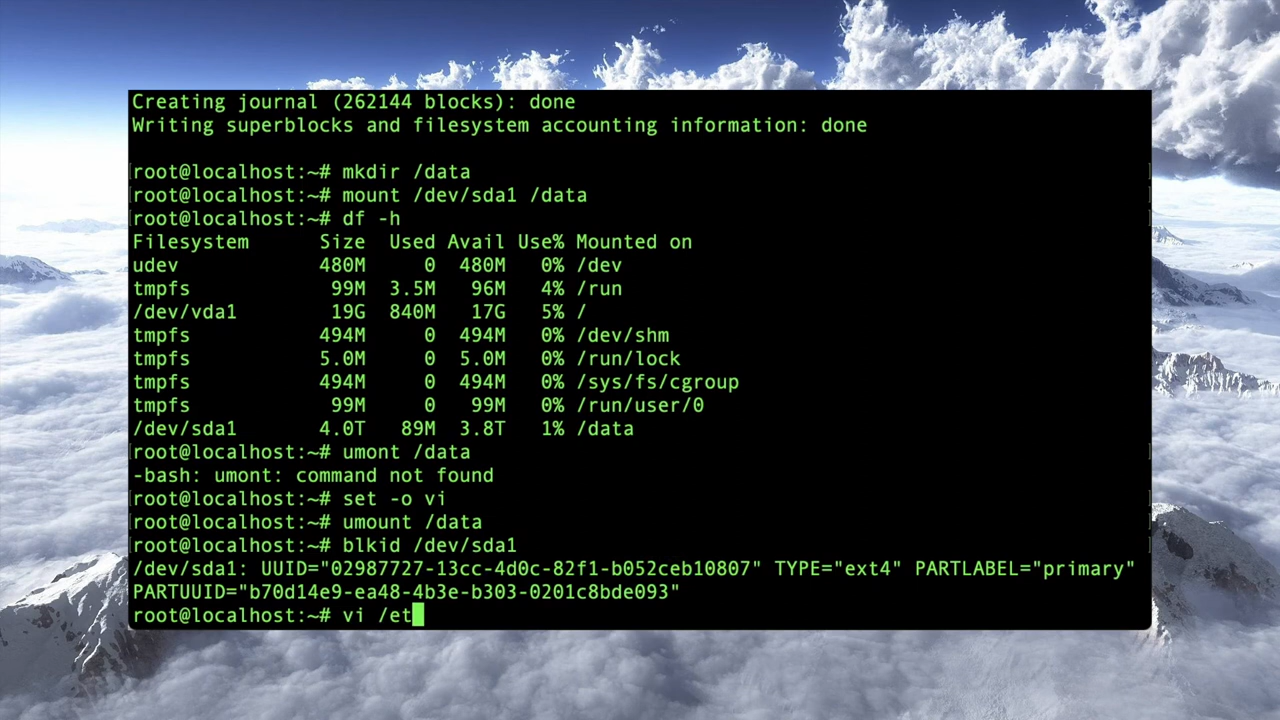 Creating journal (262144 blocks): done
Writing superblocks and filesystem accounting information: done
root@localhost:~# mkdir /data
root@localhost:~# mount /dev/sda1 /data
root@localhost:~# df -h
Filesystem      Size  Used Avail Use% Mounted on
udev            480M     0  480M   0% /dev
tmpfs            99M  3.5M   96M   4% /run
/dev/vda1        19G  840M   17G   5% /
tmpfs           494M     0  494M   0% /dev/shm
tmpfs           5.0M     0  5.0M   0% /run/lock
tmpfs           494M     0  494M   0% /sys/fs/cgroup
tmpfs            99M     0   99M   0% /run/user/0
/dev/sda1       4.0T   89M  3.8T   1% /data
root@localhost:~# umont /data
-bash: umont: command not found
root@localhost:~# set -o vi
root@localhost:~# umount /data
root@localhost:~# blkid /dev/sda1
/dev/sda1: UUID="02987727-13cc-4d0c-82f1-b052ceb10807" TYPE="ext4" PARTLABEL="primary"
PARTUUID="b70d14e9-ea48-4b3e-b303-0201c8bde093"
root@localhost:~# vi /et